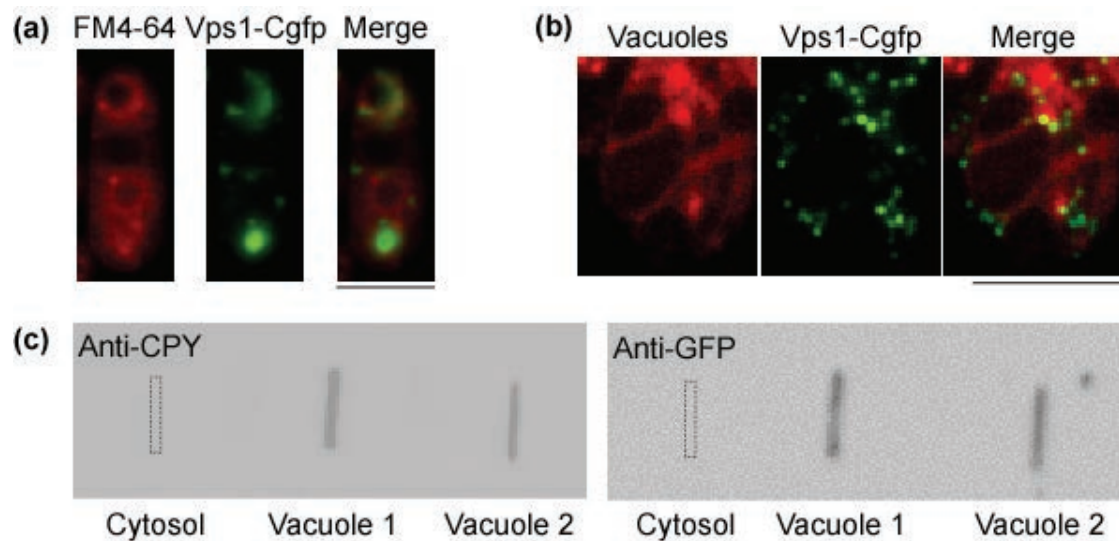 (a) FM4-64 Vps1-Cgfp Merge
(b) Vacuoles Vps1-Cgfp Merge
(c) Anti-CPY
Cytosol Vacuole 1 Vacuole 2
Anti-GFP
Cytosol Vacuole 1 Vacuole 2